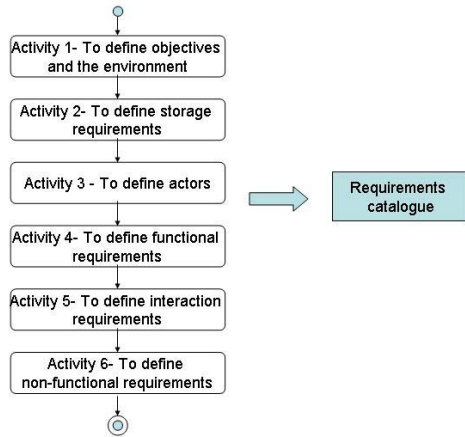 Activity 1- To define objectives
and the environment
Activity 2- To define storage
requirements
Activity 3 - To define actors
Activity 4- To define functional
requirements
Activity 5- To define interaction
requirements
Activity 6- To define
non-functional requirements
Requirements
catalogue